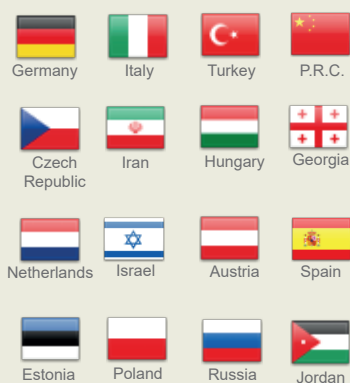 Germany
Italy
Turkey
P.R.C.
Czech
Republic
Iran
Hungary
Georgia
Netherlands
Israel
Austria
Spain
Estonia
Poland
Russia
Jordan